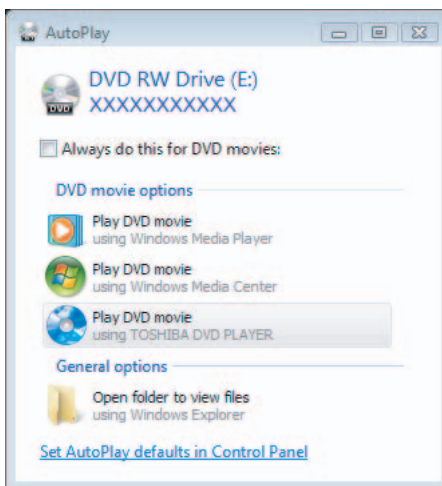 AutoPlay
DVD RW Drive (E:)
XXXXXXXXXXX
DVD
Always do this for DVD movies:
DVD movie options
Play DVD movie
using Windows Media Player
Play DVD movie
using Windows Media Center
Play DVD movie
using TOSHIBA DVD PLAYER
General options
Open folder to view files
using Windows Explorer
Set AutoPlay defaults in Control Panel